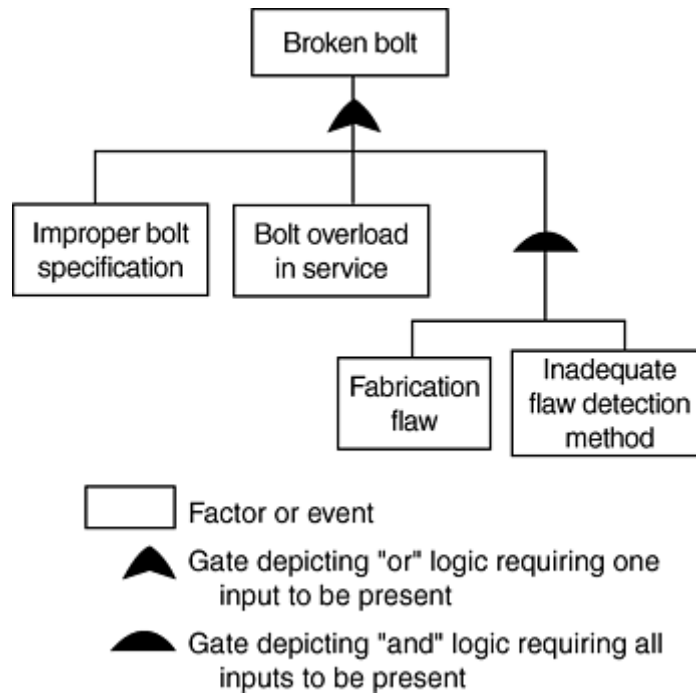 Broken bolt
Improper bolt
specification
Bolt overload
in service
Fabrication
flaw
Inadequate
flaw detection
method
Factor or event
Gate depicting "or" logic requiring one
input to be present
Gate depicting "and" logic requiring all
inputs to be present